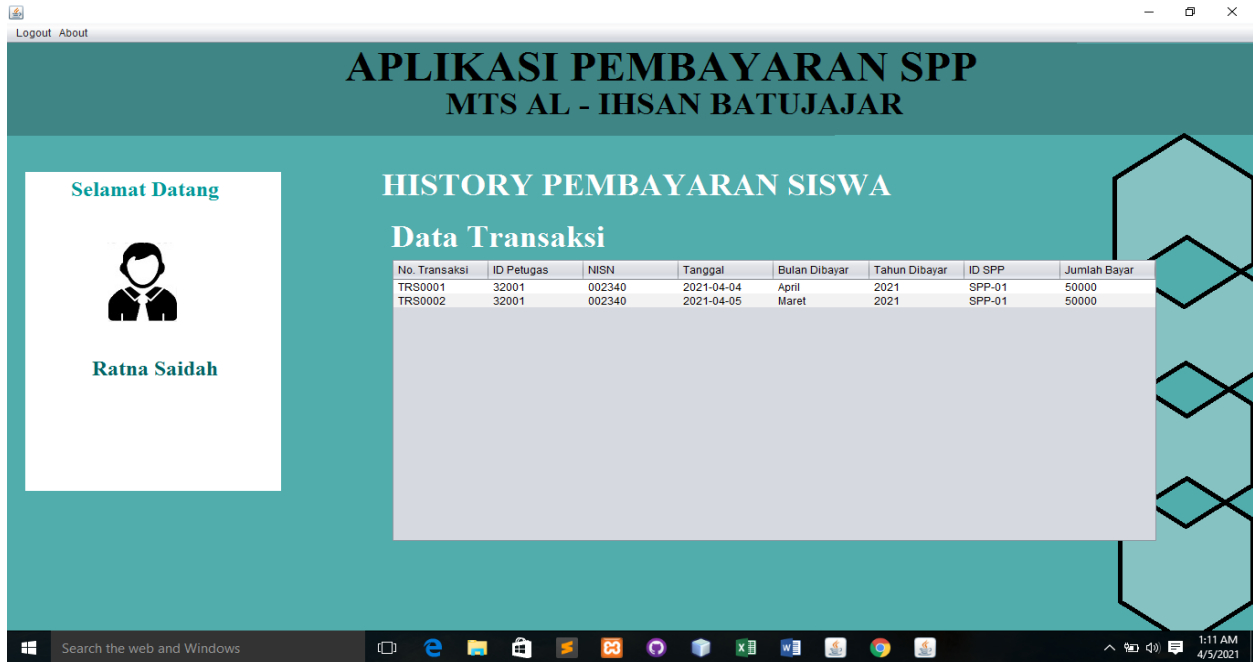 Logout About
APLIKASI PEMBAYARAN SPP
MTS AL - IHSAN BATUJAJAR
Selamat Datang
Ratna Saidah
HISTORY PEMBAYARAN SISWA
Data Transaksi
No. Transaksi ID Petugas NISN Tanggal Bulan Dibayar Tahun Dibayar ID SPP Jumlah Bayar
TRS0001 32001 002340 2021-04-04 April 2021 SPP-01 50000
TRS0002 32001 002340 2021-04-05 Maret 2021 SPP-01 50000
Search the web and Windows
1:11 AM
4/5/2021